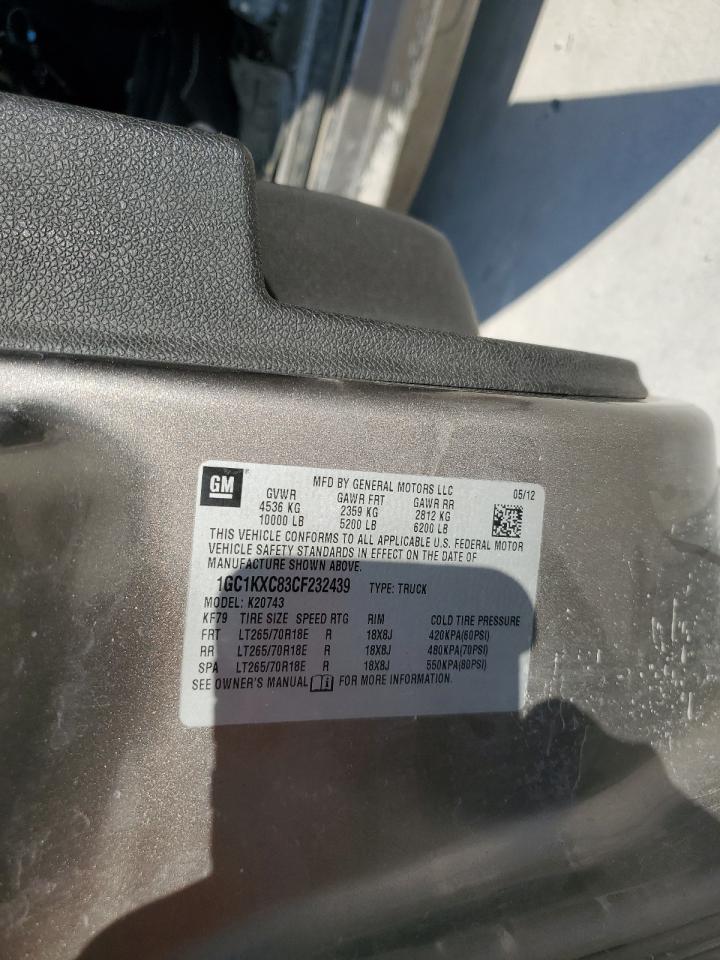 GM
MFD BY GENERAL MOTORS LLC 05/12
GVWR GAWR FRT GAWR RR
4536 KG 2359 KG 2812 KG
10000 LB 5200 LB 6200 LB
THIS VEHICLE CONFORMS TO ALL APPLICABLE U.S. FEDERAL MOTOR
VEHICLE SAFETY STANDARDS IN EFFECT ON THE DATE OF
MANUFACTURE SHOWN ABOVE.
1GC1KXC83CF232439 TYPE: TRUCK
MODEL: K20743
KF79 TIRE SIZE SPEED RTG RIM COLD TIRE PRESSURE
FRT LT265/70R18E R 18X8J 420KPA(60PSI)
RR LT265/70R18E R 18X8J 480KPA(70PSI)
SPA LT265/70R18E R 18X8J 550KPA(80PSI)
SEE OWNER'S MANUAL FOR MORE INFORMATION.